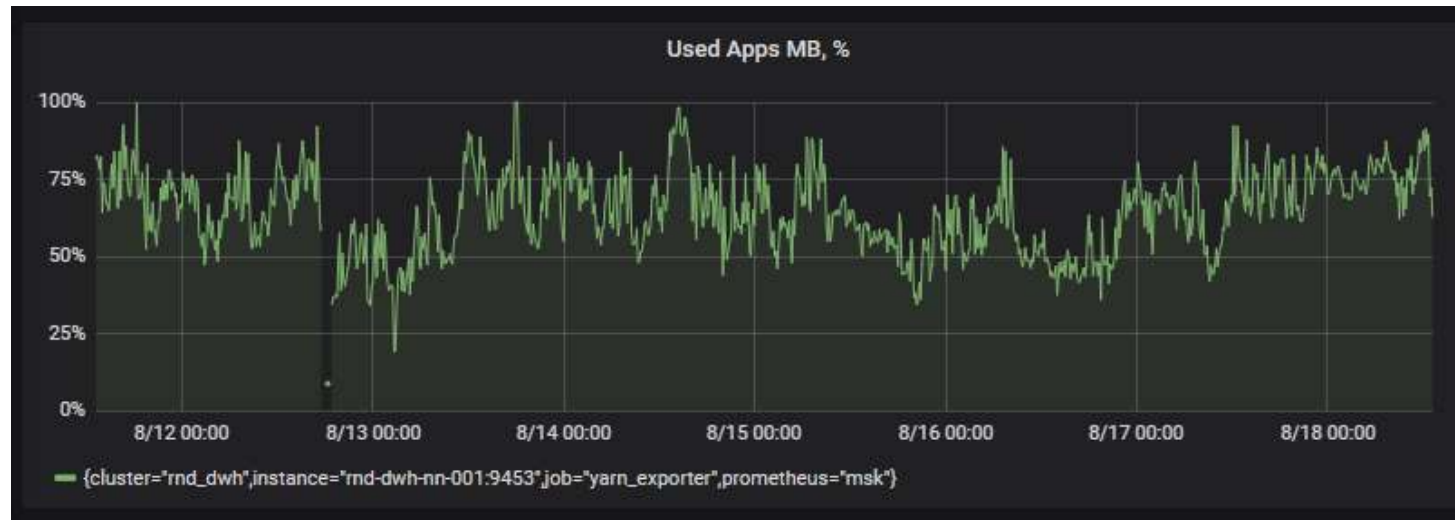 Used Apps MB, %
100%
75%
50%
25%
0%
8/12 00:00 8/13 00:00 8/14 00:00 8/15 00:00 8/16 00:00 8/17 00:00 8/18 00:00
{cluster="rnd_dwh",instance="rnd-dwh-nn-001:9453",job="yarn_exporter",prometheus="msk"}